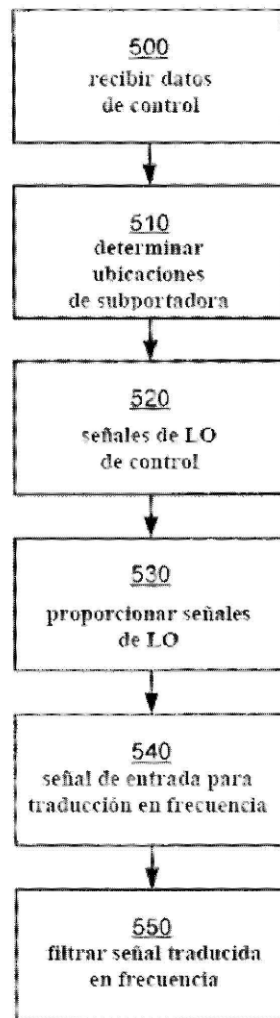 500
recibir datos
de control
510
determinar
ubicaciones
de subportadora
520
señales de LO
de control
530
proporcionar señales
de LO
540
señal de entrada para
traducción en frecuencia
550
filtrar señal traducida
en frecuencia